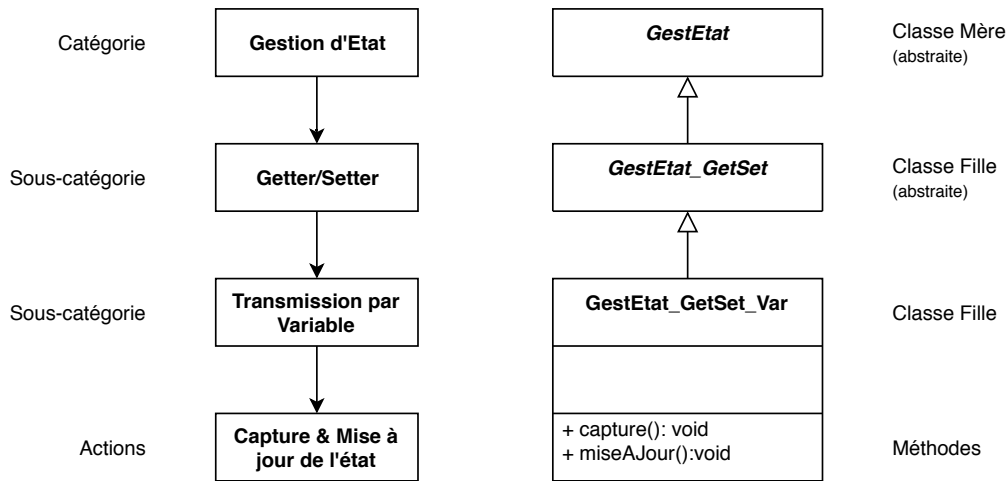 Catégorie
Gestion d'Etat
GestEtat
Classe Mère
(abstraite)
Sous-catégorie
Getter/Setter
GestEtat_GetSet
Classe Fille
(abstraite)
Sous-catégorie
Transmission par
Variable
GestEtat_GetSet_Var
Classe Fille
Actions
Capture & Mise à
jour de l'état
+ capture(): void
+ miseAJour():void
Méthodes